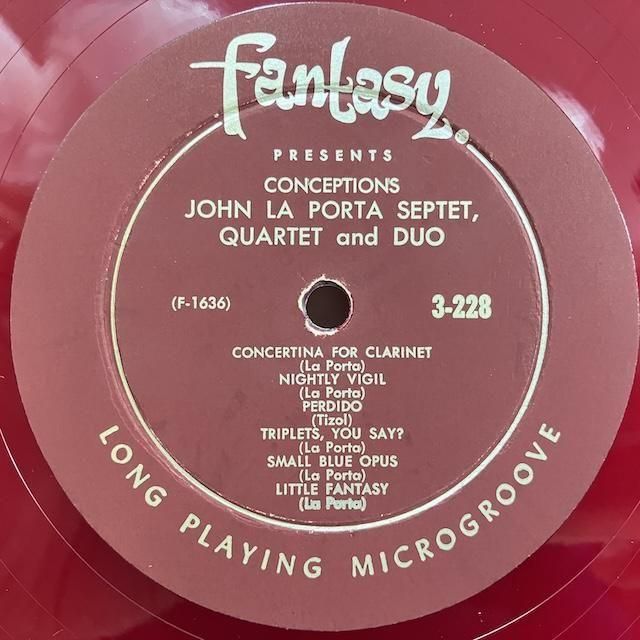 fantasy.
PRESENTS
CONCEPTIONS
JOHN LA PORTA SEPTET,
QUARTET and DUO
(F-1636) 3-228
CONCERTINA FOR CLARINET
(La Porta)
NIGHTLY VIGIL
(La Porta)
PERDIDO
(Tizol)
TRIPLETS, YOU SAY?
(La Porta)
SMALL BLUE OPUS
(La Porta)
LITTLE FANTASY
(La Porta)
LONG PLAYING MICROGROOVE